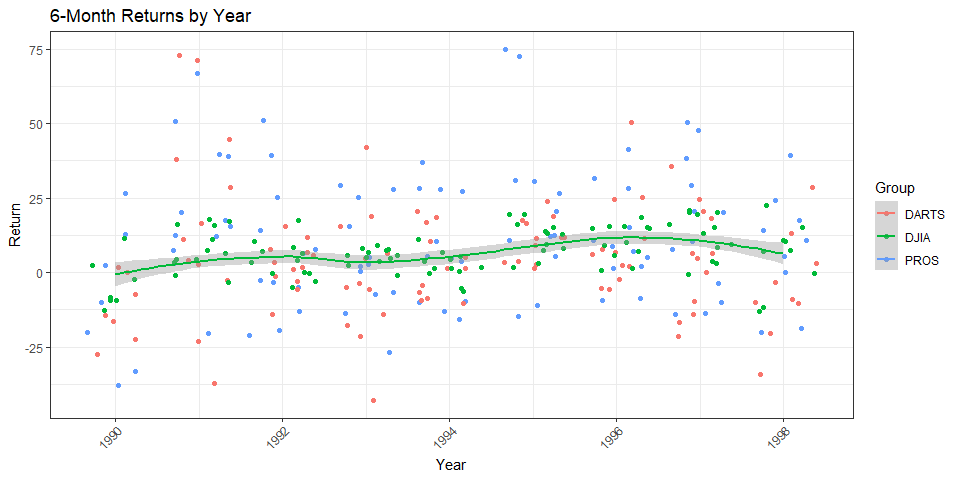 6-Month Returns by Year
75
50
25
0
-25
Return
1990
1992
1994
1996
1998
Year
Group
DARTS
DJIA
PROS